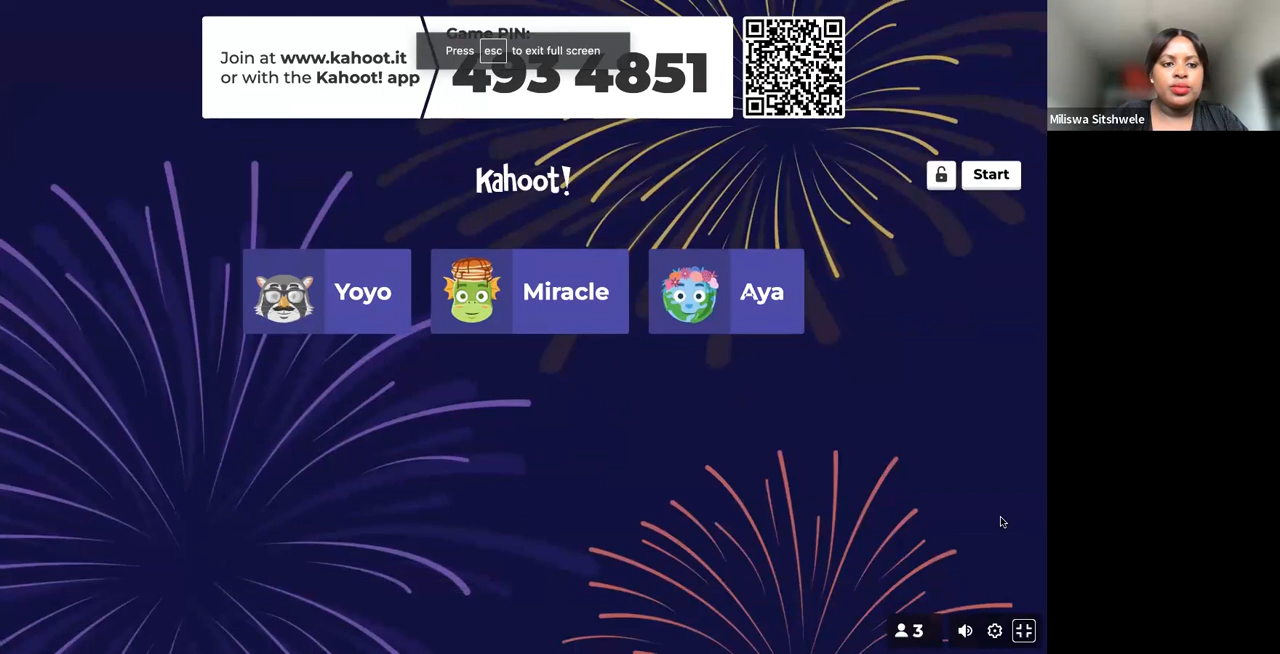 Join at www.kahoot.it
or with the Kahoot! app
Game PIN:
493 4851
Press esc to exit full screen
Miliswa Sitshwele
Kahoot!
Start
Yoyo
Miracle
Aya
3